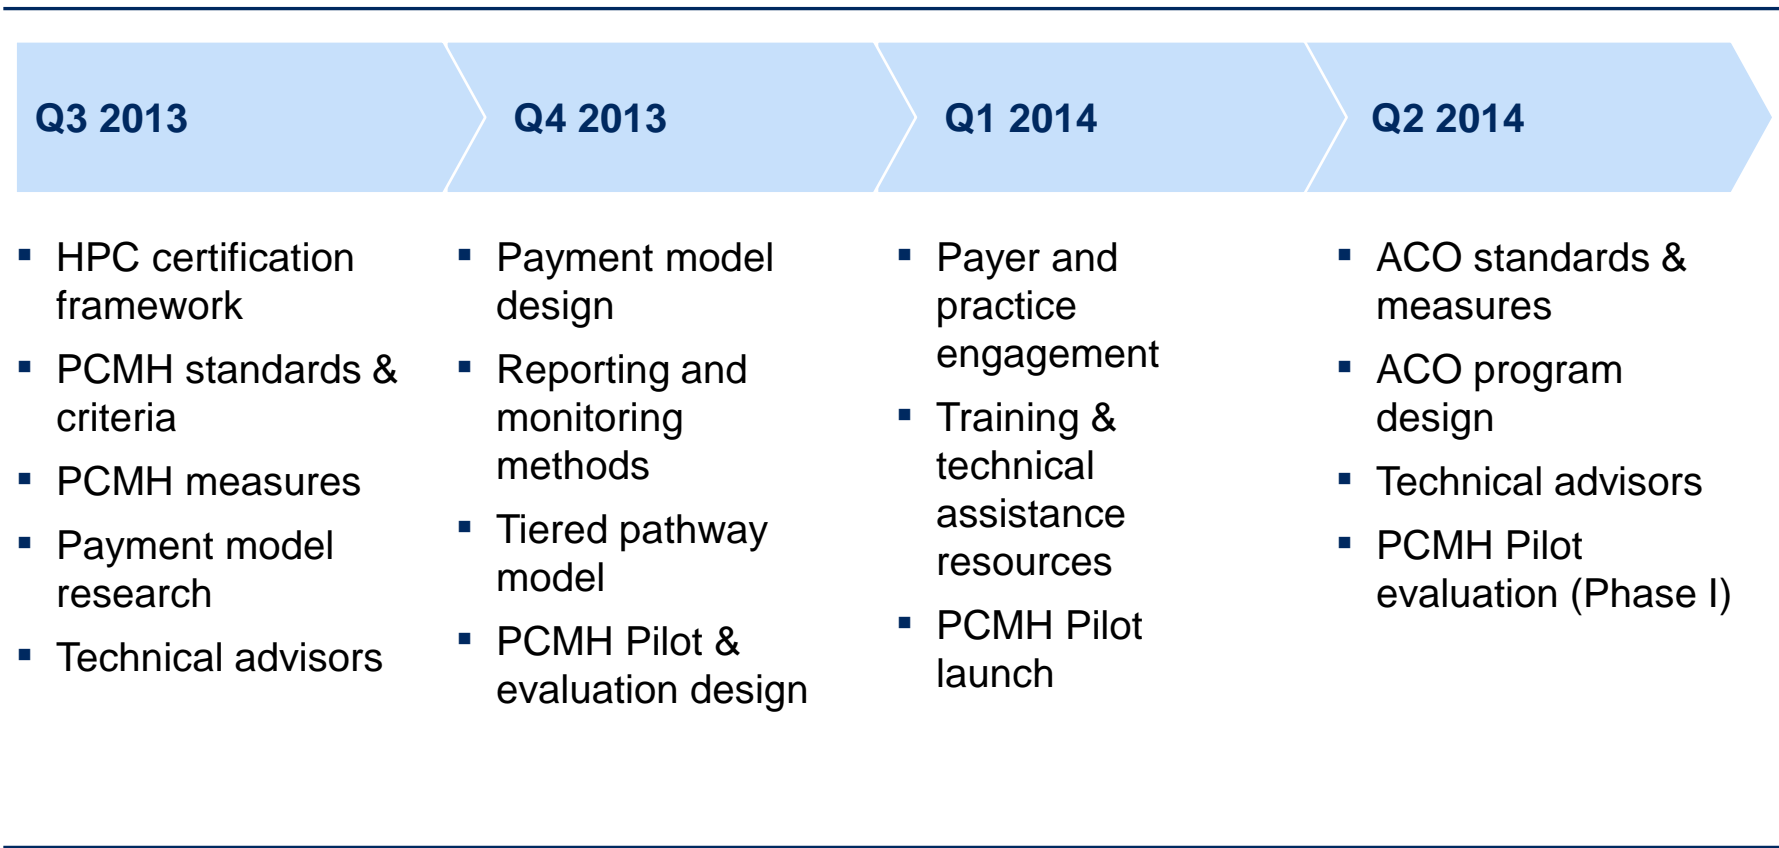 Q3 2013
Q4 2013
Q1 2014
Q2 2014
▪ HPC certification
framework
▪ PCMH standards &
criteria
▪ PCMH measures
▪ Payment model
research
▪ Technical advisors
▪ Payment model
design
▪ Reporting and
monitoring
methods
▪ Tiered pathway
model
▪ PCMH Pilot &
evaluation design
▪ Payer and
practice
engagement
▪ Training &
technical
assistance
resources
▪ PCMH Pilot
launch
▪ ACO standards &
measures
▪ ACO program
design
▪ Technical advisors
▪ PCMH Pilot
evaluation (Phase I)